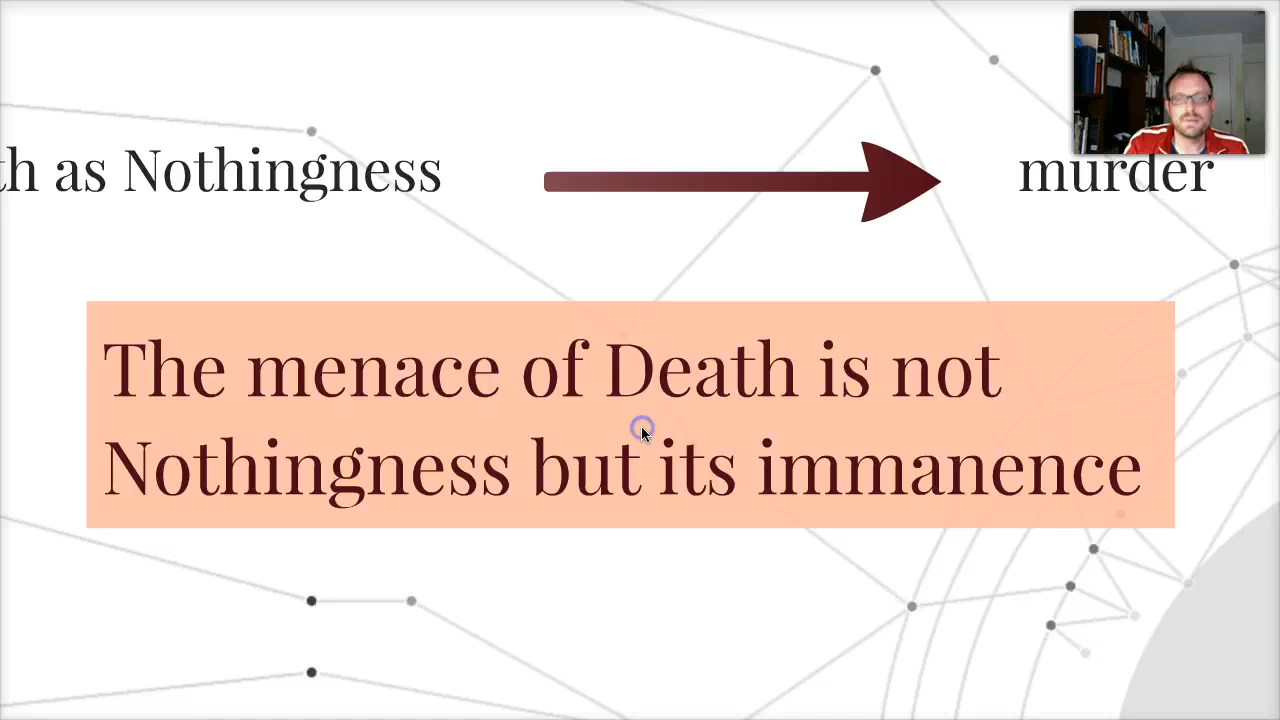 th as Nothingness
murder
The menace of Death is not
Nothingness but its immanence